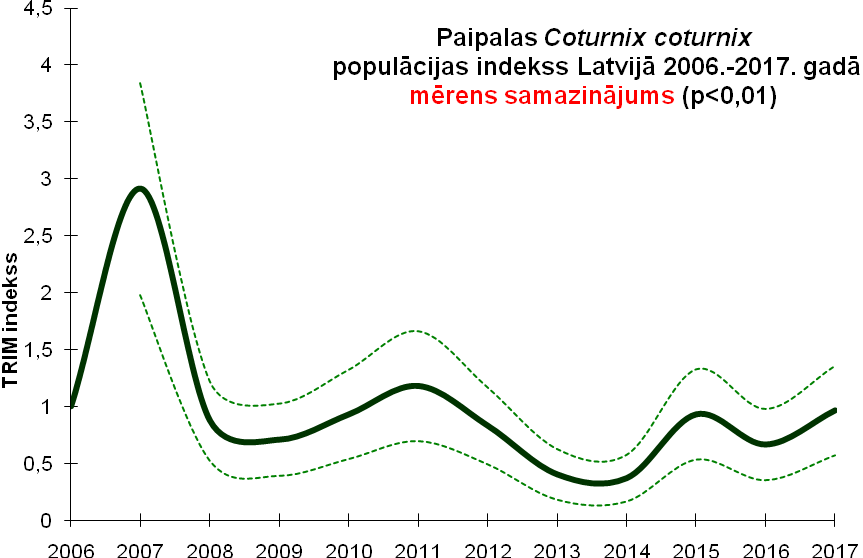 Paipalas Coturnix coturnix
populācijas indekss Latvijā 2006.-2017. gadā
mērens samazinājums (p<0,01)
TRIM indekss
4,5
4
3,5
3
2,5
2
1,5
1
0,5
0
2006 2007 2008 2009 2010 2011 2012 2013 2014 2015 2016 2017